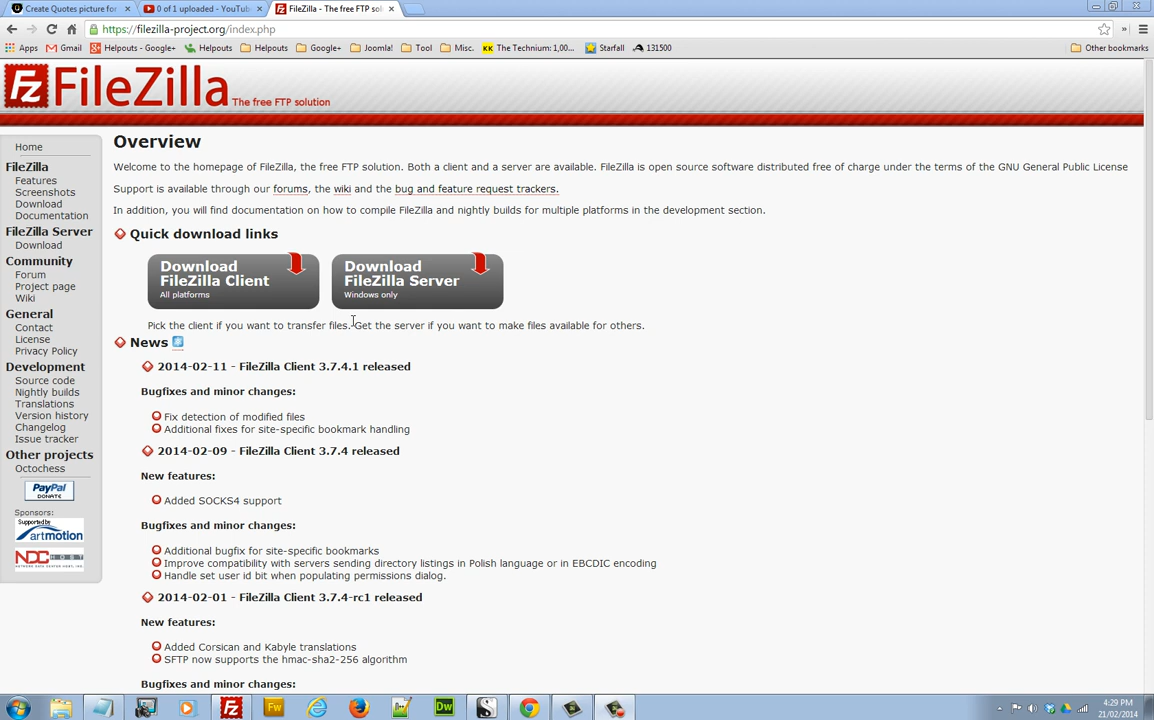 Create Quotes picture for
0 of 1 uploaded - YouTube
FileZilla - The free FTP sol
https://filezilla-project.org/index.php
Apps
Gmail
Helpouts - Google+
Helpouts
Helpouts
Google+
Joomla!
Tool
Misc.
KK The Technium: 1,00...
Starfall
131500
Other bookmarks
Fz FileZilla The free FTP solution
Home
FileZilla
Features
Screenshots
Download
Documentation
FileZilla Server
Download
Community
Forum
Project page
Wiki
General
Contact
License
Privacy Policy
Development
Source code
Nightly builds
Translations
Version history
Changelog
Issue tracker
Other projects
Octochess
PayPal
DONATE
Sponsors:
Supported by
artmotion
NDC HOST
Overview
Welcome to the homepage of FileZilla, the free FTP solution. Both a client and a server are available. FileZilla is open source software distributed free of charge under the terms of the GNU General Public License
Support is available through our forums, the wiki and the bug and feature request trackers.
In addition, you will find documentation on how to compile FileZilla and nightly builds for multiple platforms in the development section.
Quick download links
Download
FileZilla Client
All platforms
Download
FileZilla Server
Windows only
Pick the client if you want to transfer files. Get the server if you want to make files available for others.
News
2014-02-11 - FileZilla Client 3.7.4.1 released
Bugfixes and minor changes:
Fix detection of modified files
Additional fixes for site-specific bookmark handling
2014-02-09 - FileZilla Client 3.7.4 released
New features:
Added SOCKS4 support
Bugfixes and minor changes:
Additional bugfix for site-specific bookmarks
Improve compatibility with servers sending directory listings in Polish language or in EBCDIC encoding
Handle set user id bit when populating permissions dialog.
2014-02-01 - FileZilla Client 3.7.4-rc1 released
New features:
Added Corsican and Kabyle translations
SFTP now supports the hmac-sha2-256 algorithm
Bugfixes and minor changes:
Fz
Fw
Dw
S
4:29 PM
21/02/2014